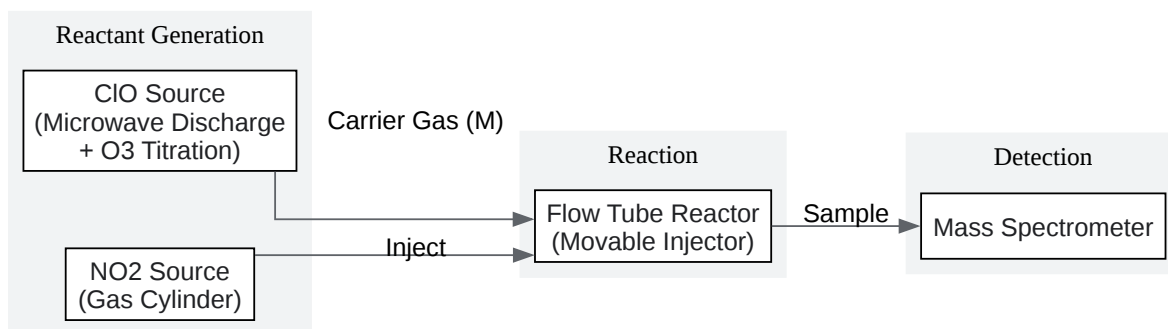 Reactant Generation
ClO Source
(Microwave Discharge
+ O3 Titration)
Carrier Gas (M)
Reaction
Detection
Flow Tube Reactor
(Movable Injector)
Sample
Mass Spectrometer
Inject
NO2 Source
(Gas Cylinder)